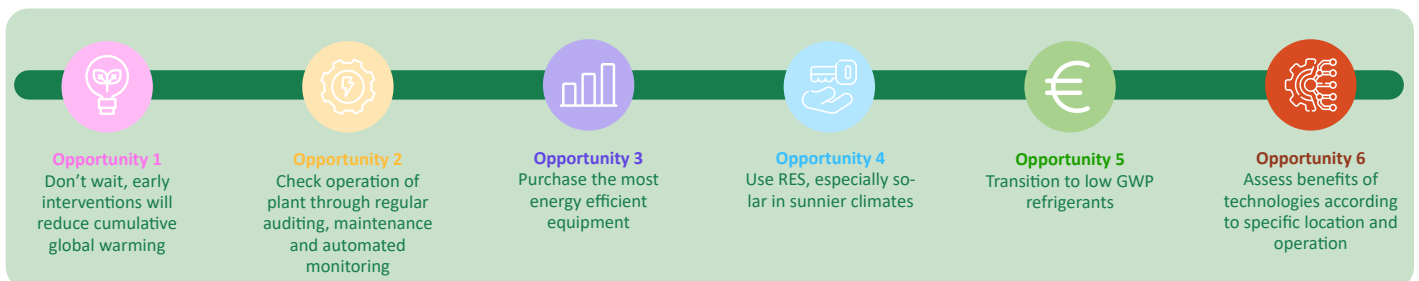 Opportunity 1
Don’t wait, early
interventions will
reduce cumulative
global warming
Opportunity 2
Check operation of
plant through regular
auditing, maintenance
and automated
monitoring
Opportunity 3
Purchase the most
energy efficient
equipment
Opportunity 4
Use RES, especially so-
lar in sunnier climates
Opportunity 5
Transition to low GWP
refrigerants
Opportunity 6
Assess benefits of
technologies according
to specific location and
operation